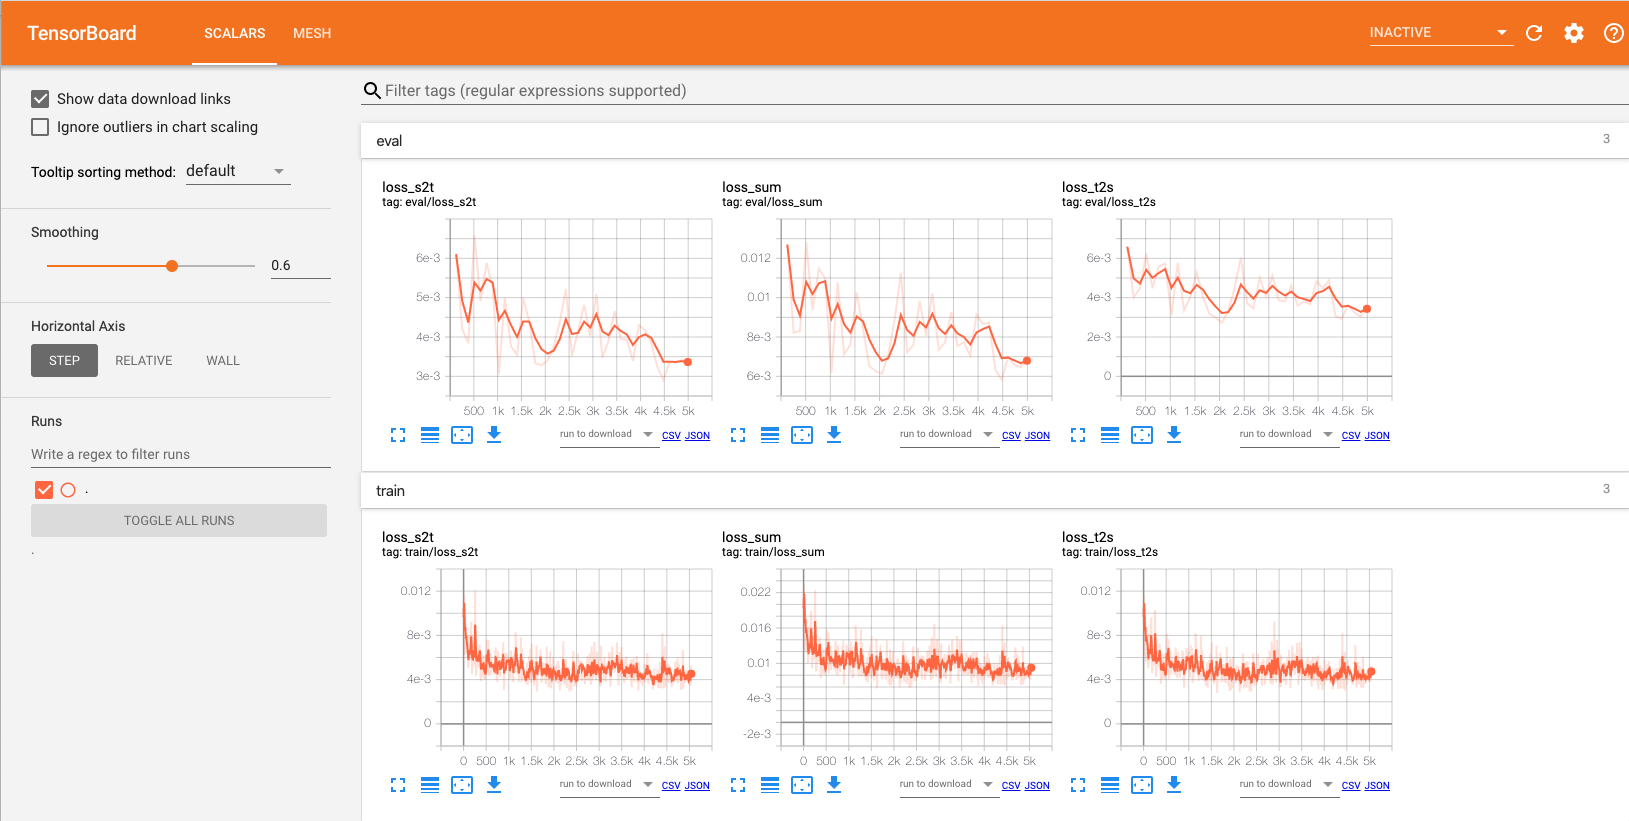 TensorBoard
SCALARS
MESH
INACTIVE
Show data download links
Ignore outliers in chart scaling
Tooltip sorting method: default
Smoothing
0.6
Horizontal Axis
STEP RELATIVE WALL
Runs
Write a regex to filter runs
.
TOGGLE ALL RUNS
.
Filter tags (regular expressions supported)
eval
3
loss_s2t
tag: eval/loss_s2t
6e-3
5e-3
4e-3
3e-3
500 1k 1.5k 2k 2.5k 3k 3.5k 4k 4.5k 5k
run to download CSV JSON
loss_sum
tag: eval/loss_sum
0.012
0.01
8e-3
6e-3
500 1k 1.5k 2k 2.5k 3k 3.5k 4k 4.5k 5k
run to download CSV JSON
loss_t2s
tag: eval/loss_t2s
6e-3
4e-3
2e-3
0
500 1k 1.5k 2k 2.5k 3k 3.5k 4k 4.5k 5k
run to download CSV JSON
train
3
loss_s2t
tag: train/loss_s2t
0.012
8e-3
4e-3
0
0 500 1k 1.5k 2k 2.5k 3k 3.5k 4k 4.5k 5k
run to download CSV JSON
loss_sum
tag: train/loss_sum
0.022
0.016
0.01
4e-3
-2e-3
0 500 1k 1.5k 2k 2.5k 3k 3.5k 4k 4.5k 5k
run to download CSV JSON
loss_t2s
tag: train/loss_t2s
0.012
8e-3
4e-3
0
0 500 1k 1.5k 2k 2.5k 3k 3.5k 4k 4.5k 5k
run to download CSV JSON